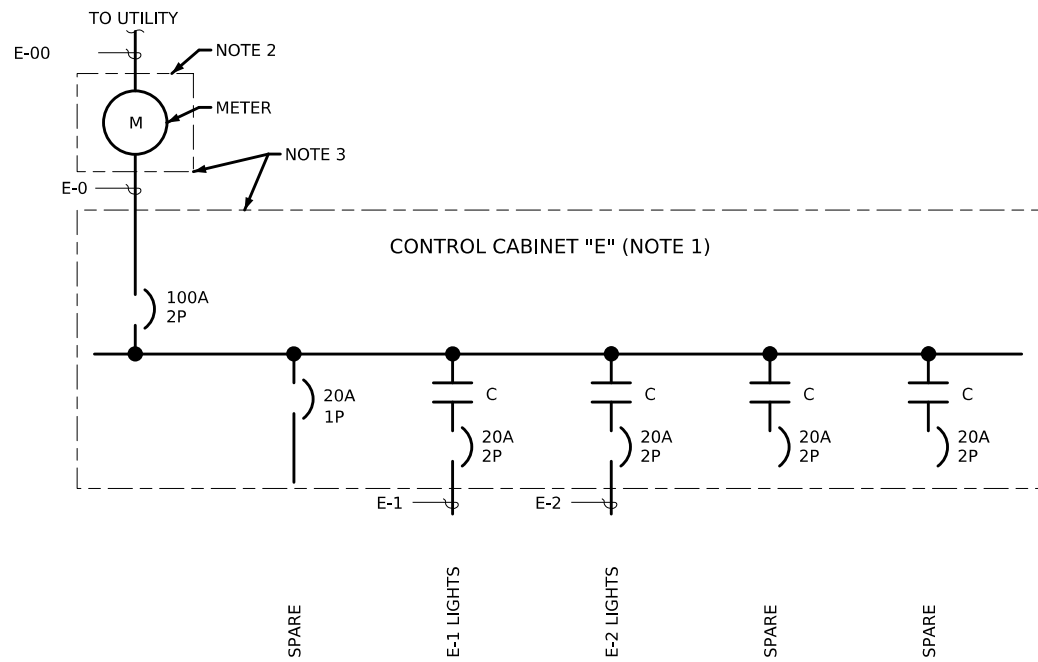 TO UTILITY
E-00
NOTE 2
METER
M
NOTE 3
E-0
CONTROL CABINET "E" (NOTE 1)
100A
2P
20A
1P
C
20A
2P
C
20A
2P
C
20A
2P
C
20A
2P
E-1
E-2
SPARE
E-1 LIGHTS
E-2 LIGHTS
SPARE
SPARE